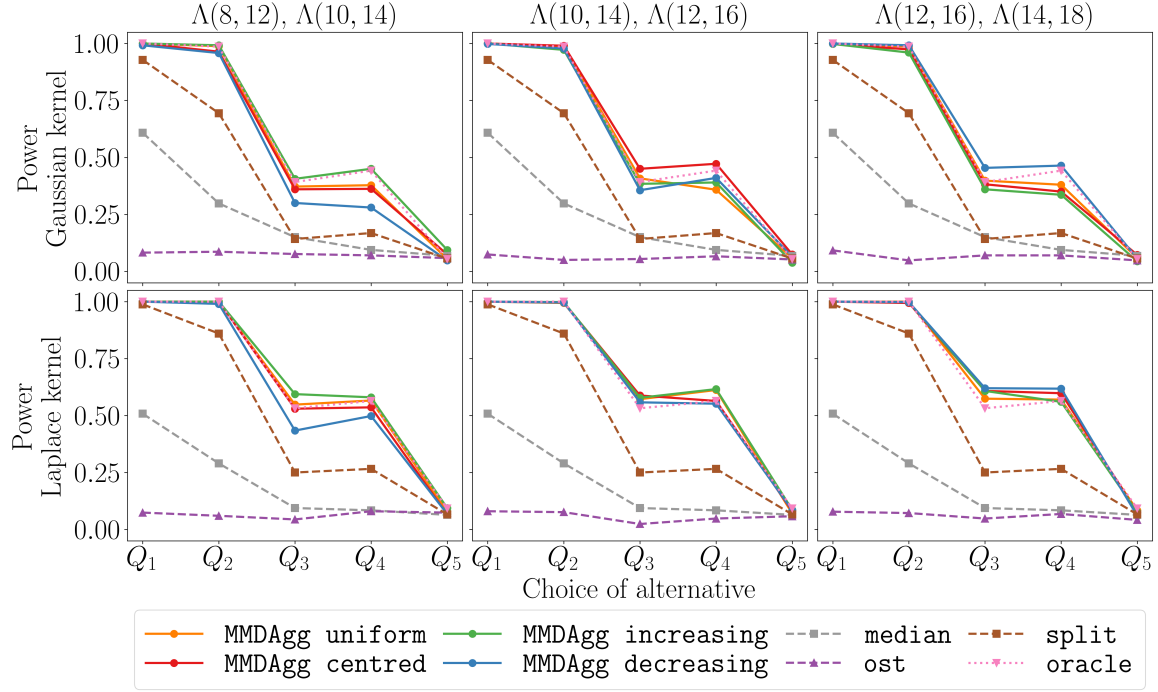 Λ(8, 12), Λ(10, 14)
Λ(10, 14), Λ(12, 16)
Λ(12, 16), Λ(14, 18)
Power
Gaussian kernel
1.00
0.75
0.50
0.25
0.00
Power
Laplace kernel
1.00
0.75
0.50
0.25
0.00
Q1 Q2 Q3 Q4 Q5
Q1 Q2 Q3 Q4 Q5
Q1 Q2 Q3 Q4 Q5
Choice of alternative
MMDAgg uniform
MMDAgg increasing
median
split
MMDAgg centred
MMDAgg decreasing
ost
oracle